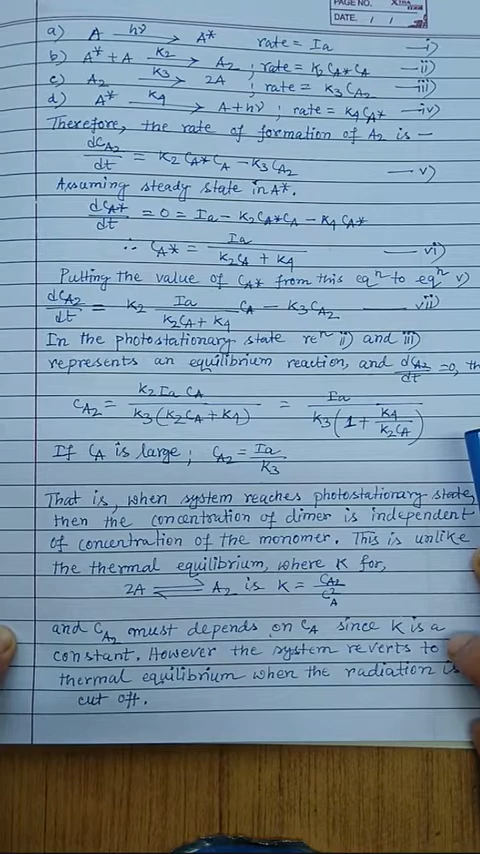 PAGE NO.
DATE. / /
a) A —hν→ A* rate = Ia — i)
b) A* + A —K2→ A2 ; rate = K2 CA* CA — ii)
c) A2 —K3→ 2A ; rate = K3 CA2 — iii)
d) A* —K4→ A + hν ; rate = K4 CA* — iv)
Therefore, the rate of formation of A2 is —
dCA2/dt = K2 CA* CA − K3 CA2 — v)
Assuming steady state in A*.
dCA*/dt = 0 = Ia − K2 CA* CA − K4 CA*
∴ CA* = Ia / (K2 CA + K4) — vi)
Putting the value of CA* from this eqn to eqn v)
dCA2/dt = K2 Ia / (K2 CA + K4) CA − K3 CA2 — vii)
In the photostationary state ren ii) and iii)
represents an equilibrium reaction, and dCA2/dt = 0,
CA2 = K2 Ia CA / K3 (K2 CA + K4) = Ia / K3 (1 + K4 / K2 CA)
If CA is large ; CA2 = Ia / K3
That is, when system reaches photostationary state,
then the concentration of dimer is independent
of concentration of the monomer. This is unlike
the thermal equilibrium, where K for,
2A ⇌ A2 is K = CA2 / C²A
and CA2 must depends on CA since K is a
constant. However the system reverts to
thermal equilibrium when the radiation is
cut off.